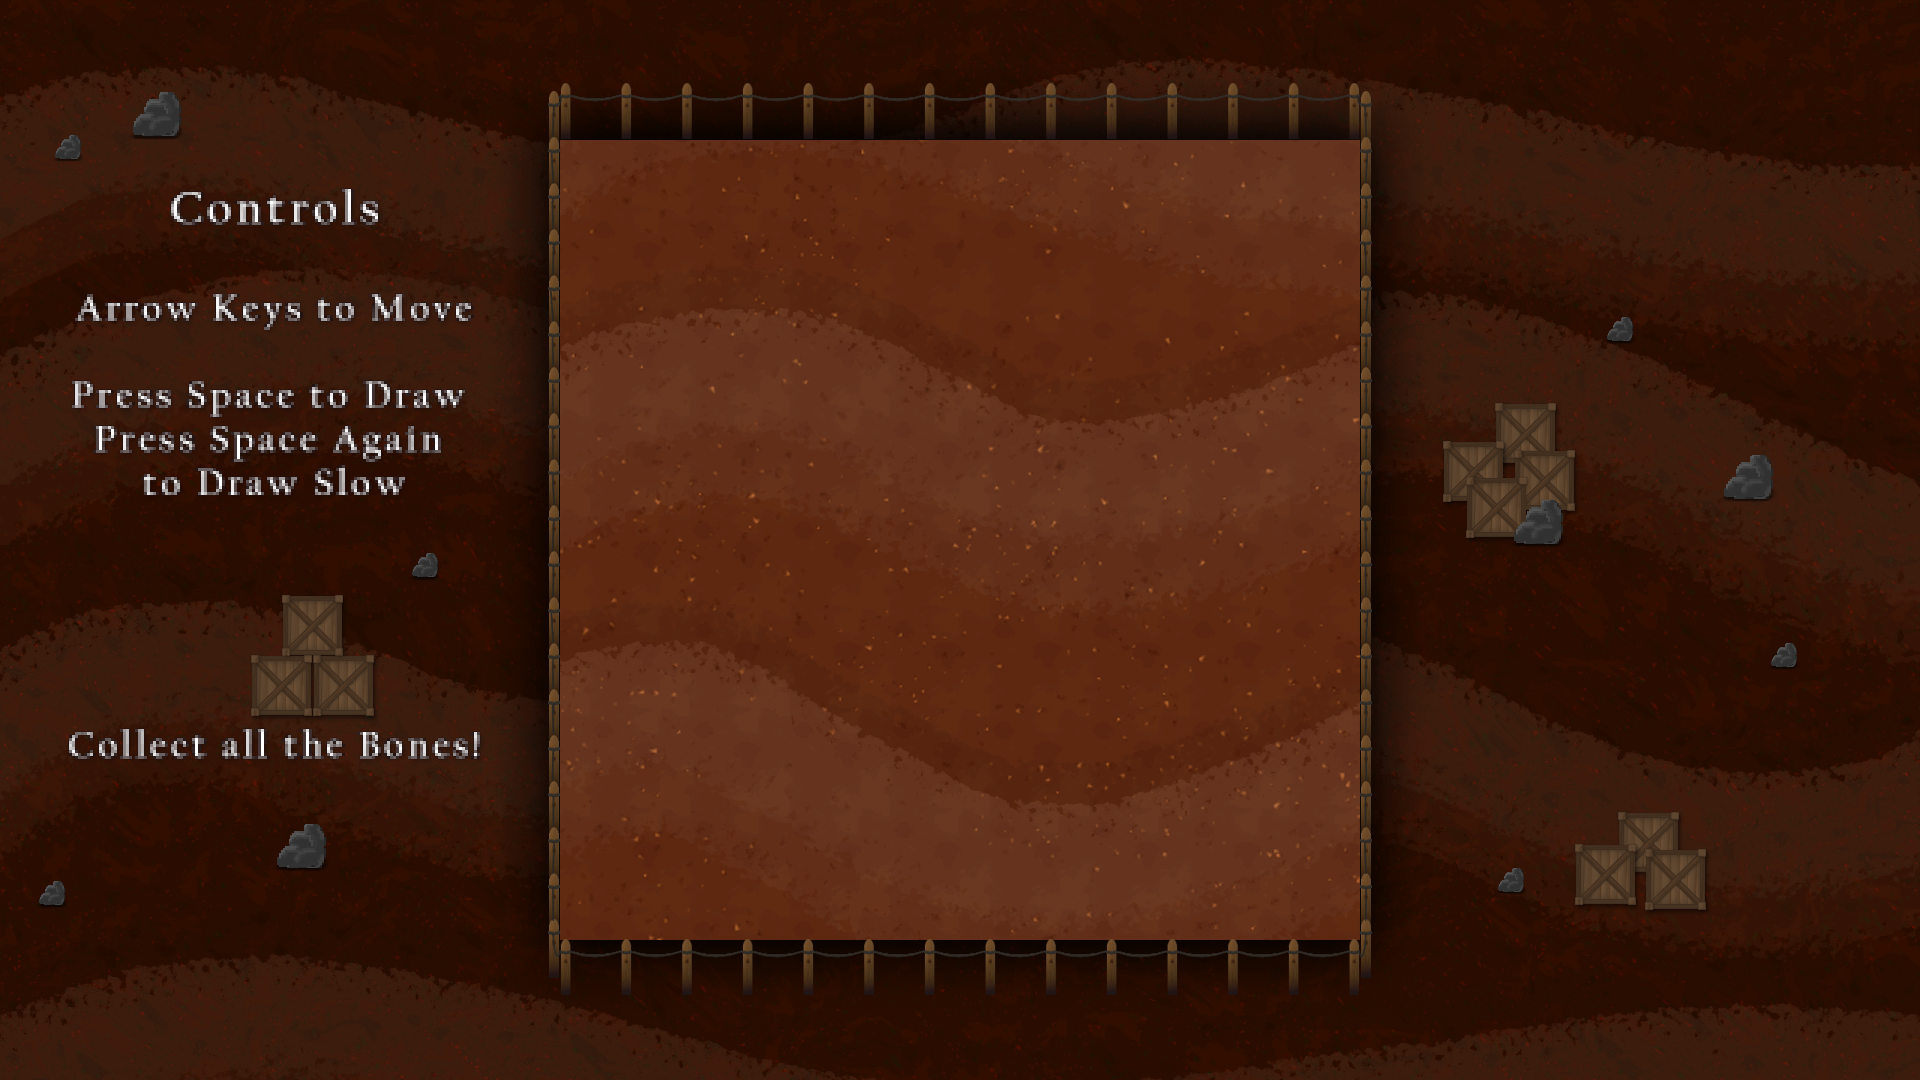 Controls
Arrow Keys to Move
Press Space to Draw
Press Space Again
to Draw Slow
Collect all the Bones!